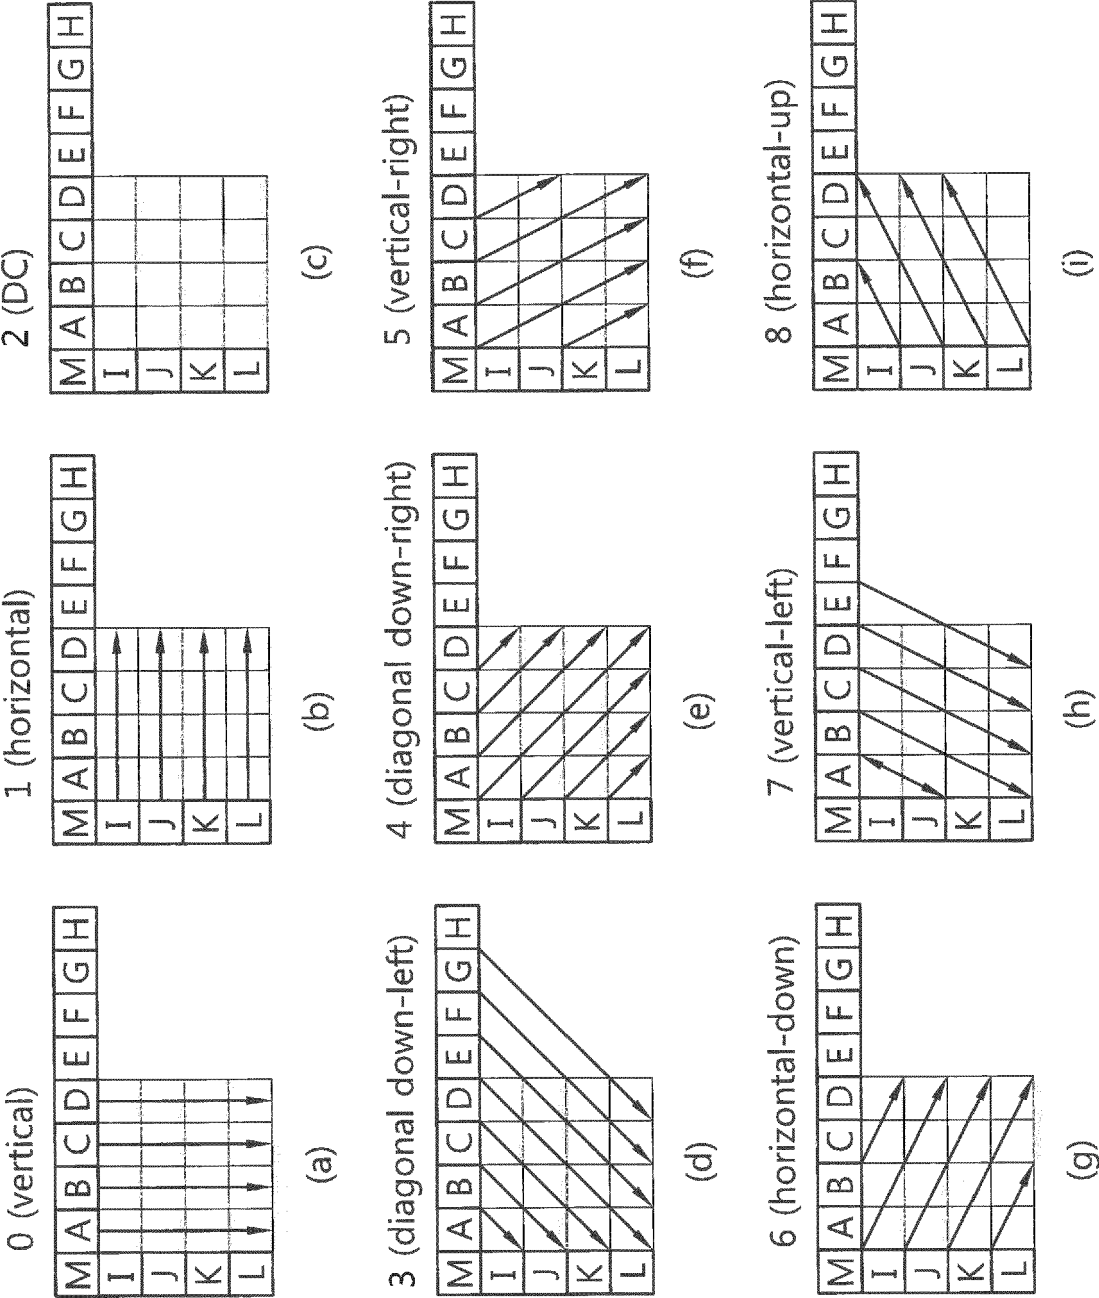 0 (vertical)
M A B C D E F G H
I
J
K
L
(a)
1 (horizontal)
M A B C D E F G H
I
J
K
L
(b)
2 (DC)
M A B C D E F G H
I
J
K
L
(c)
3 (diagonal down-left)
M A B C D E F G H
I
J
K
L
(d)
4 (diagonal down-right)
M A B C D E F G H
I
J
K
L
(e)
5 (vertical-right)
M A B C D E F G H
I
J
K
L
(f)
6 (horizontal-down)
M A B C D E F G H
I
J
K
L
(g)
7 (vertical-left)
M A B C D E F G H
I
J
K
L
(h)
8 (horizontal-up)
M A B C D E F G H
I
J
K
L
(i)